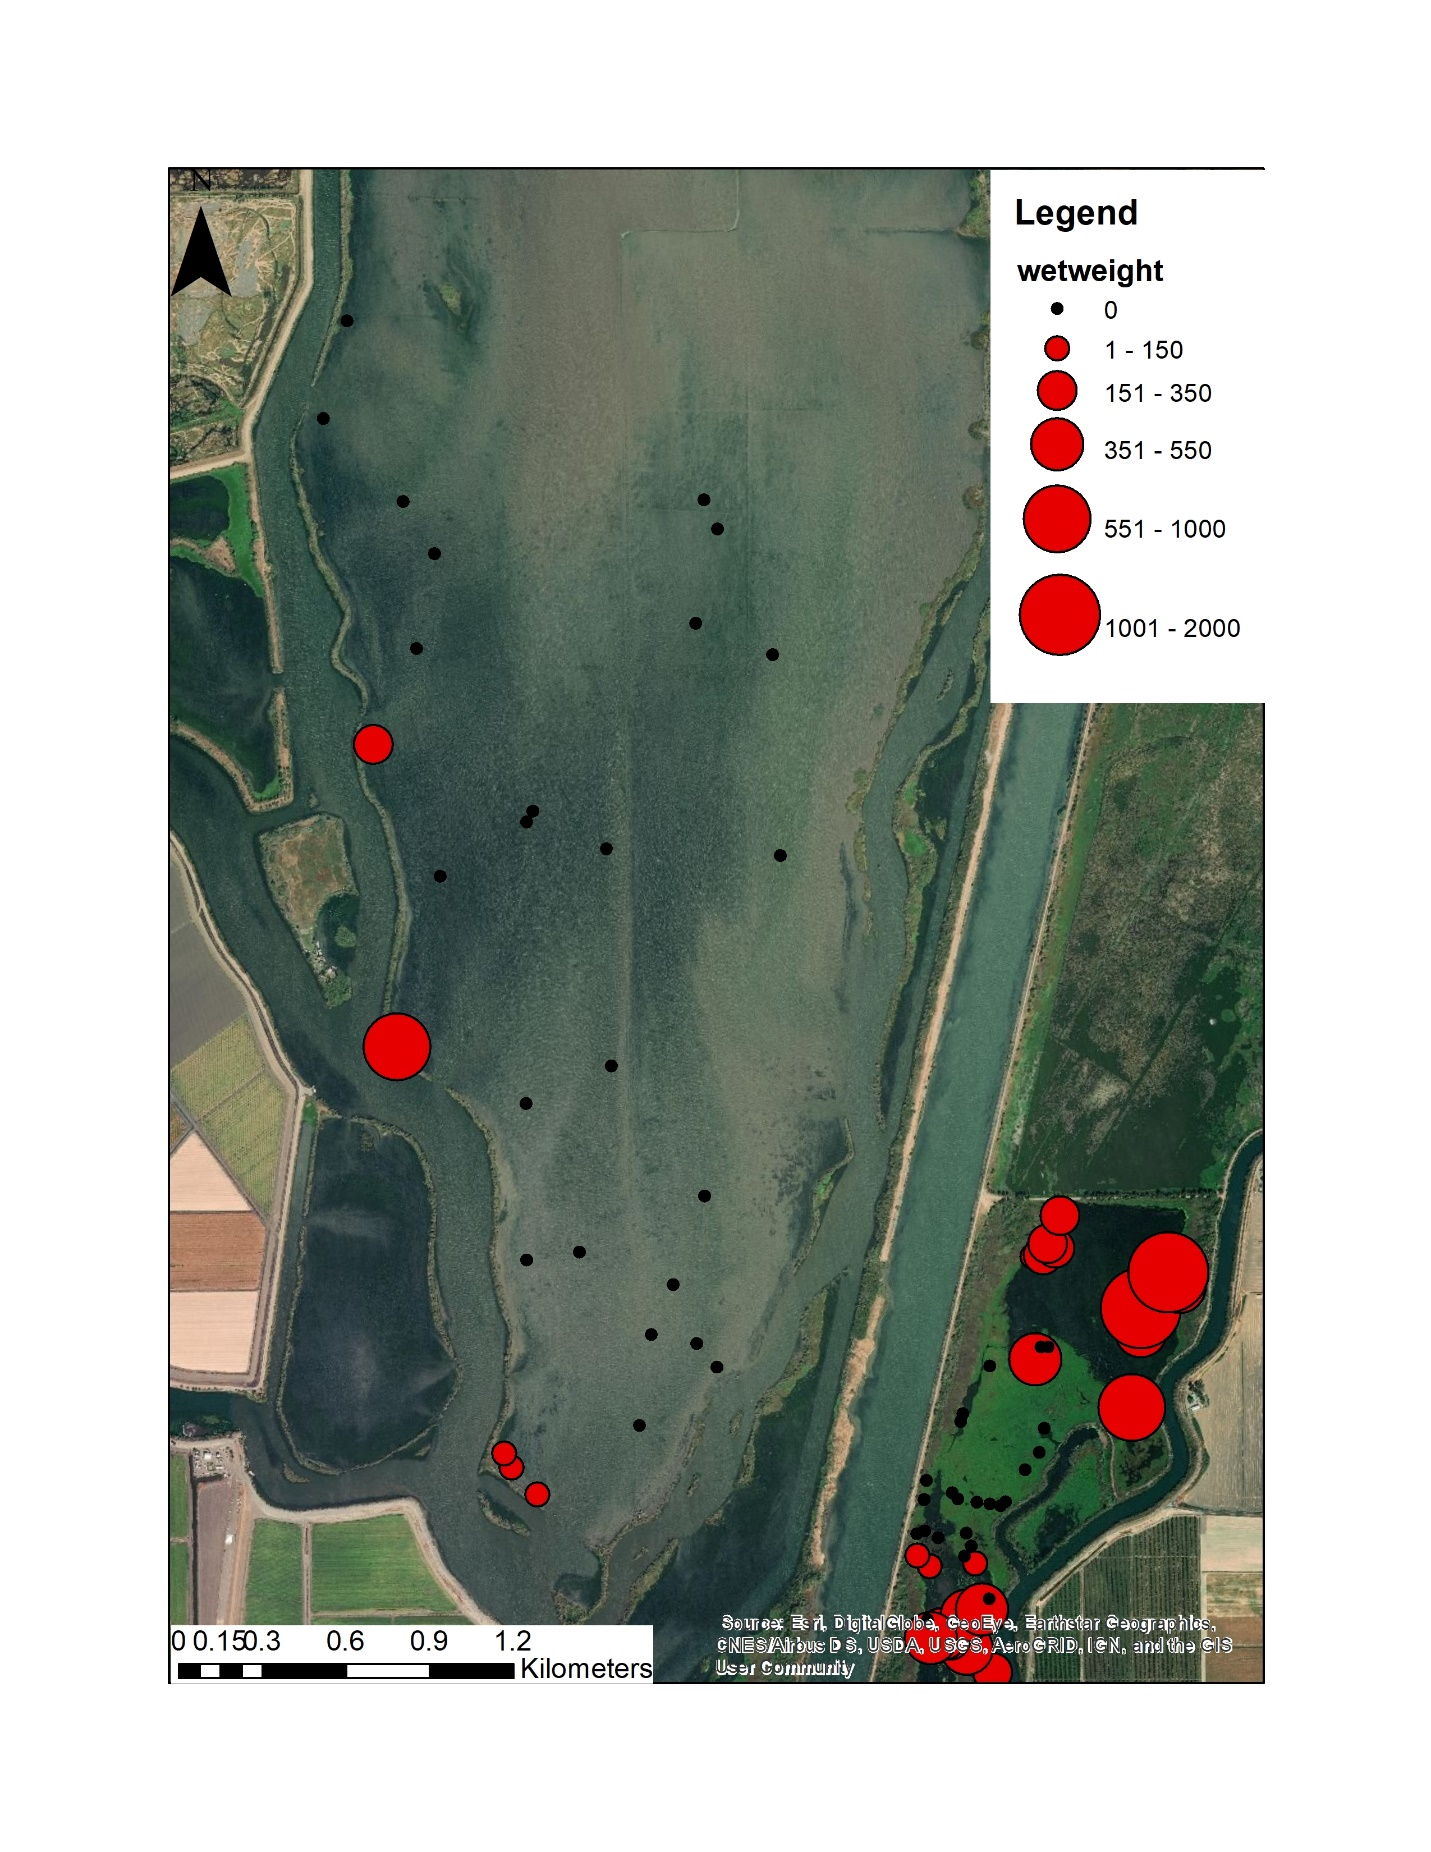 N
Legend
wetweight
0
1 - 150
151 - 350
351 - 550
551 - 1000
1001 - 2000
0 0.15 0.3 0.6 0.9 1.2
Kilometers
Source: Esri, DigitalGlobe, GeoEye, Earthstar Geographics,
CNES/Airbus DS, USDA, USGS, AeroGRID, IGN, and the GIS
User Community